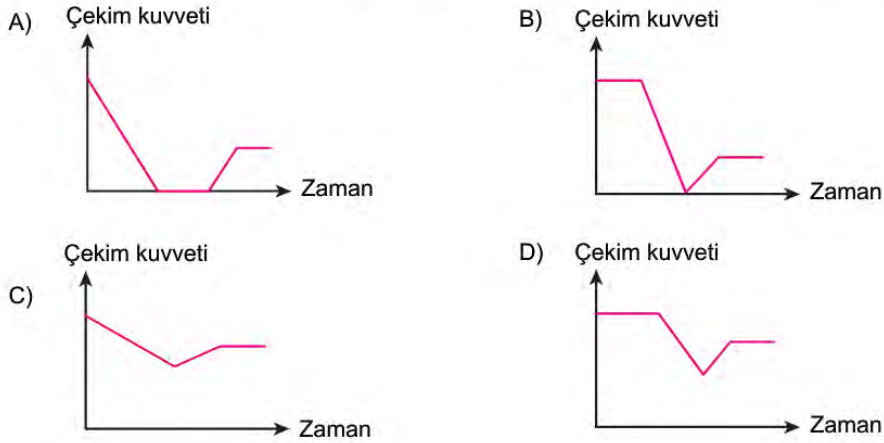 A)
Çekim kuvveti
Zaman
B)
Çekim kuvveti
Zaman
C)
Çekim kuvveti
Zaman
D)
Çekim kuvveti
Zaman